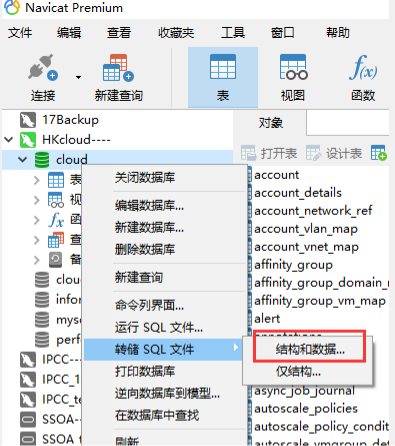 Navicat Premium
文件 编辑 查看 收藏夹 工具 窗口 帮助
连接 新建查询 表 视图 函数
17Backup
HKcloud----
cloud
表
函
查
备
cloud
infor
myse
perf
IPCC---
IPCC_1
IPCC_te
SSOA---
对象
打开表 设计表
account
account_details
account_network_ref
account_vlan_map
account_vnet_map
affinity_group
affinity_group_domain_
affinity_group_vm_map
alert
async_job_journal
autoscale_policies
autoscale_policy_condit
关闭数据库
编辑数据库...
新建数据库...
删除数据库
新建查询
命令列界面...
运行 SQL 文件...
转储 SQL 文件
打印数据库
逆向数据库到模型...
在数据库中查找
刷新
结构和数据...
仅结构...